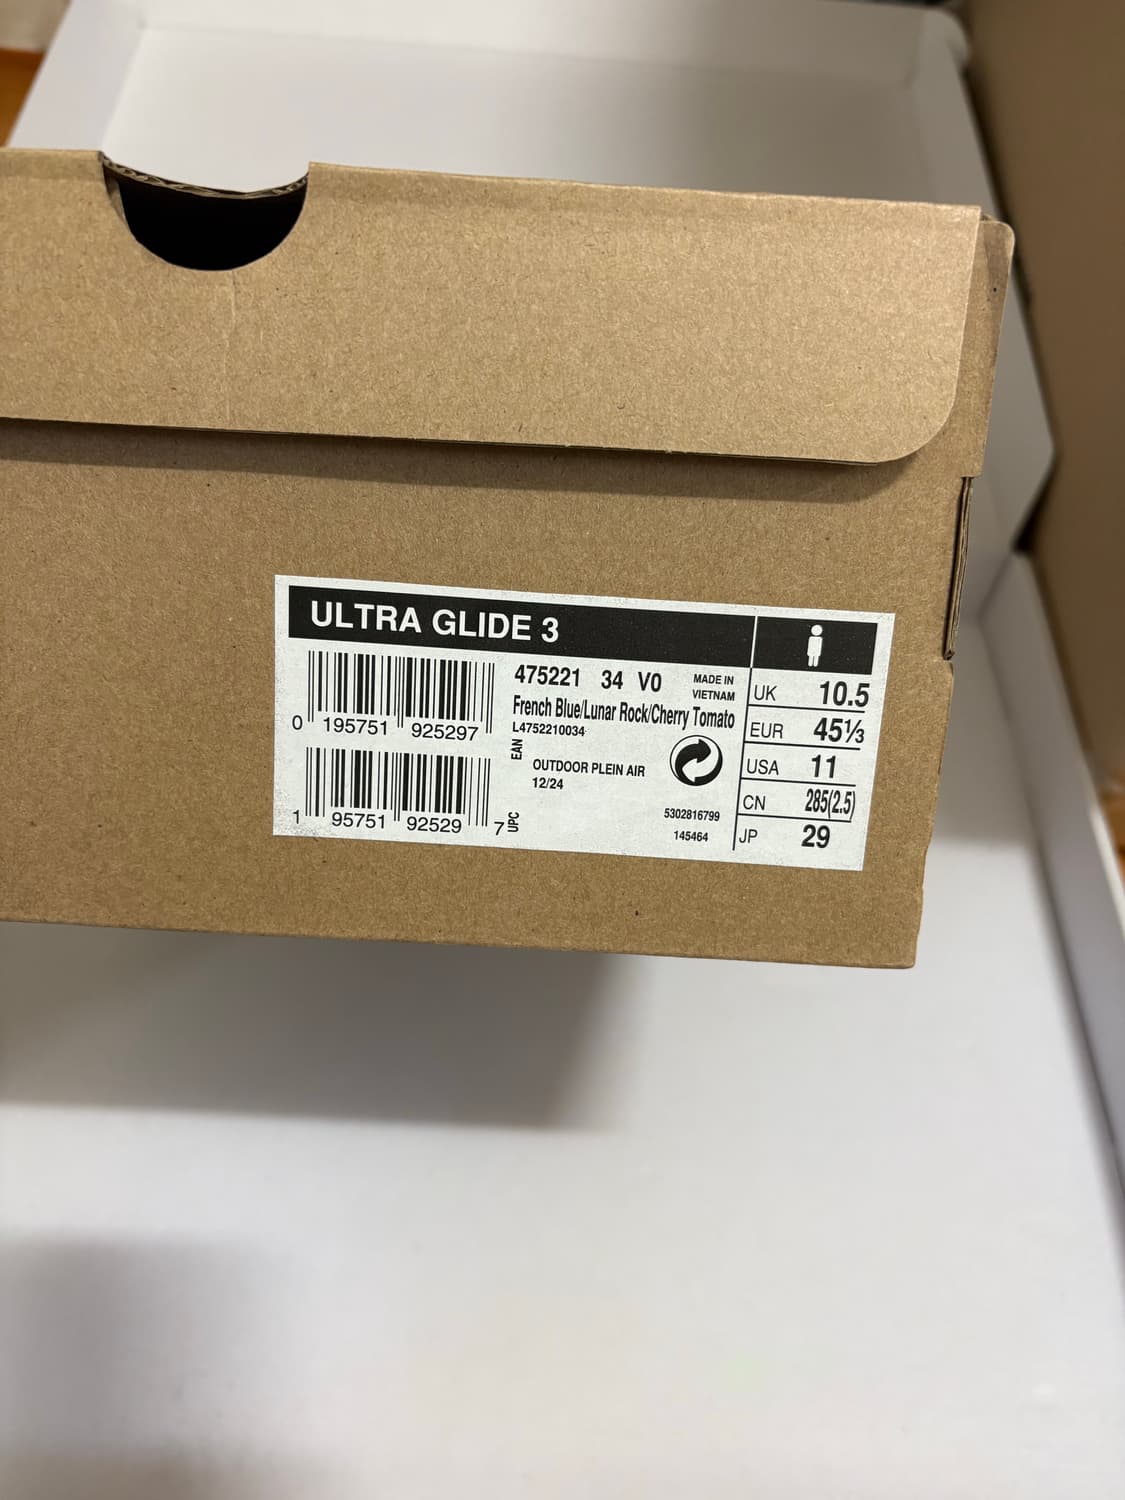 ULTRA GLIDE 3
475221 34 V0
MADE IN
VIETNAM
French Blue/Lunar Rock/Cherry Tomato
L4752210034
0 195751 925297
EAN
OUTDOOR PLEIN AIR
12/24
1 95751 92529 7
UPC
5302816799
145464
UK 10.5
EUR 45⅓
USA 11
CN 285(2.5)
JP 29